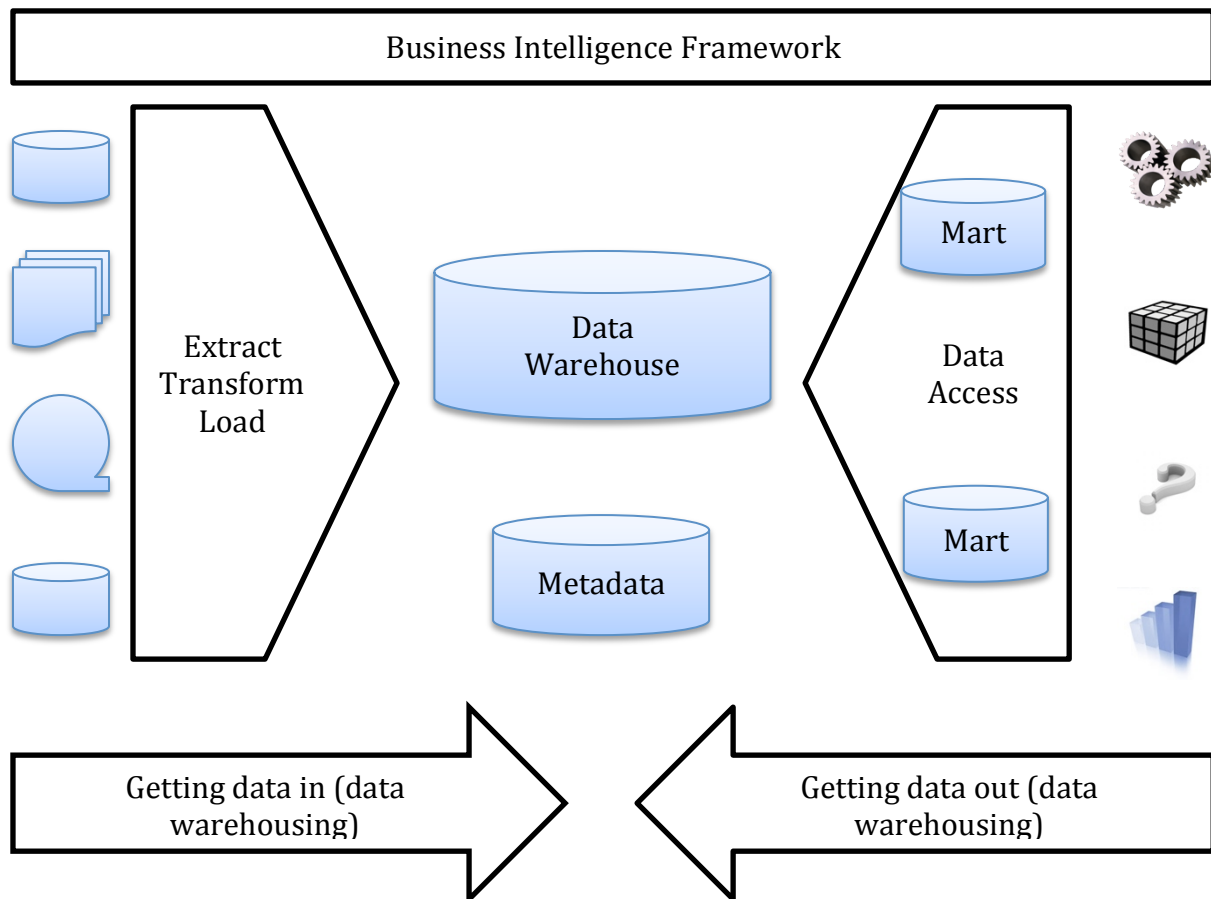 Business Intelligence Framework
Extract
Transform
Load
Data
Warehouse
Metadata
Mart
Data
Access
Mart
Getting data in (data
warehousing)
Getting data out (data
warehousing)